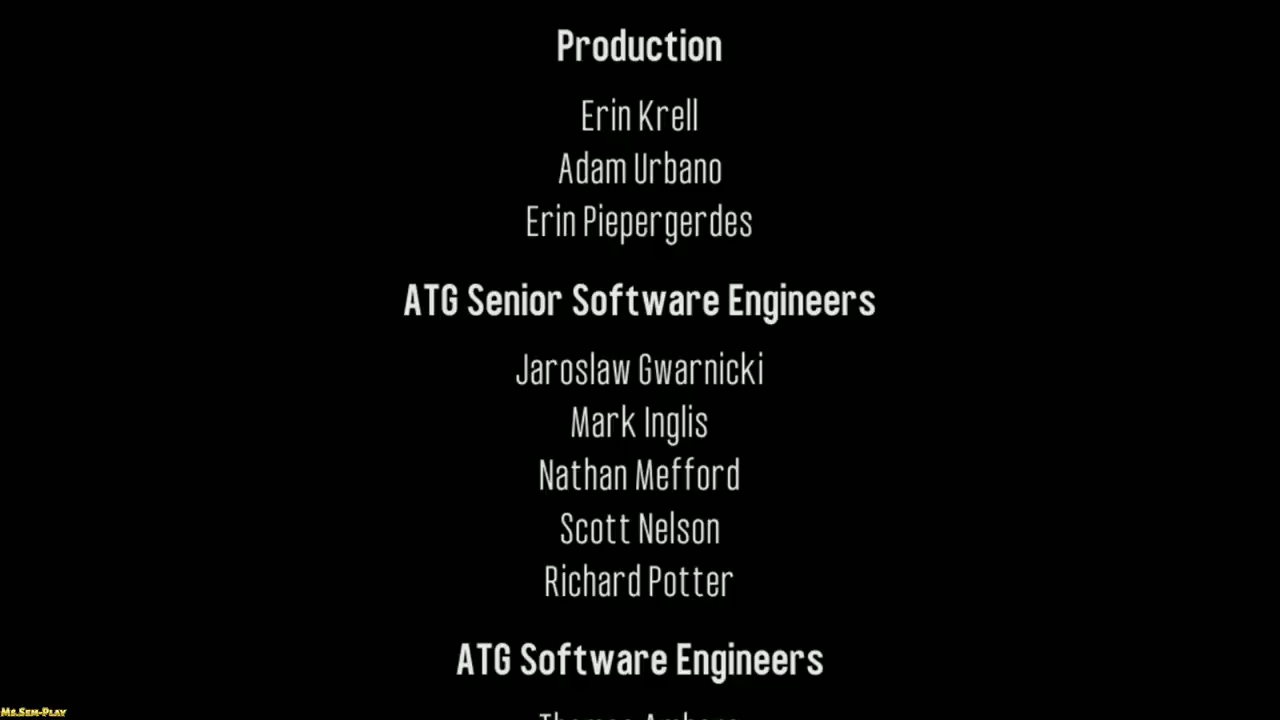 Production
Erin Krell
Adam Urbano
Erin Piepergerdes
ATG Senior Software Engineers
Jaroslaw Gwarnicki
Mark Inglis
Nathan Mefford
Scott Nelson
Richard Potter
ATG Software Engineers
Ms.Sem-Play